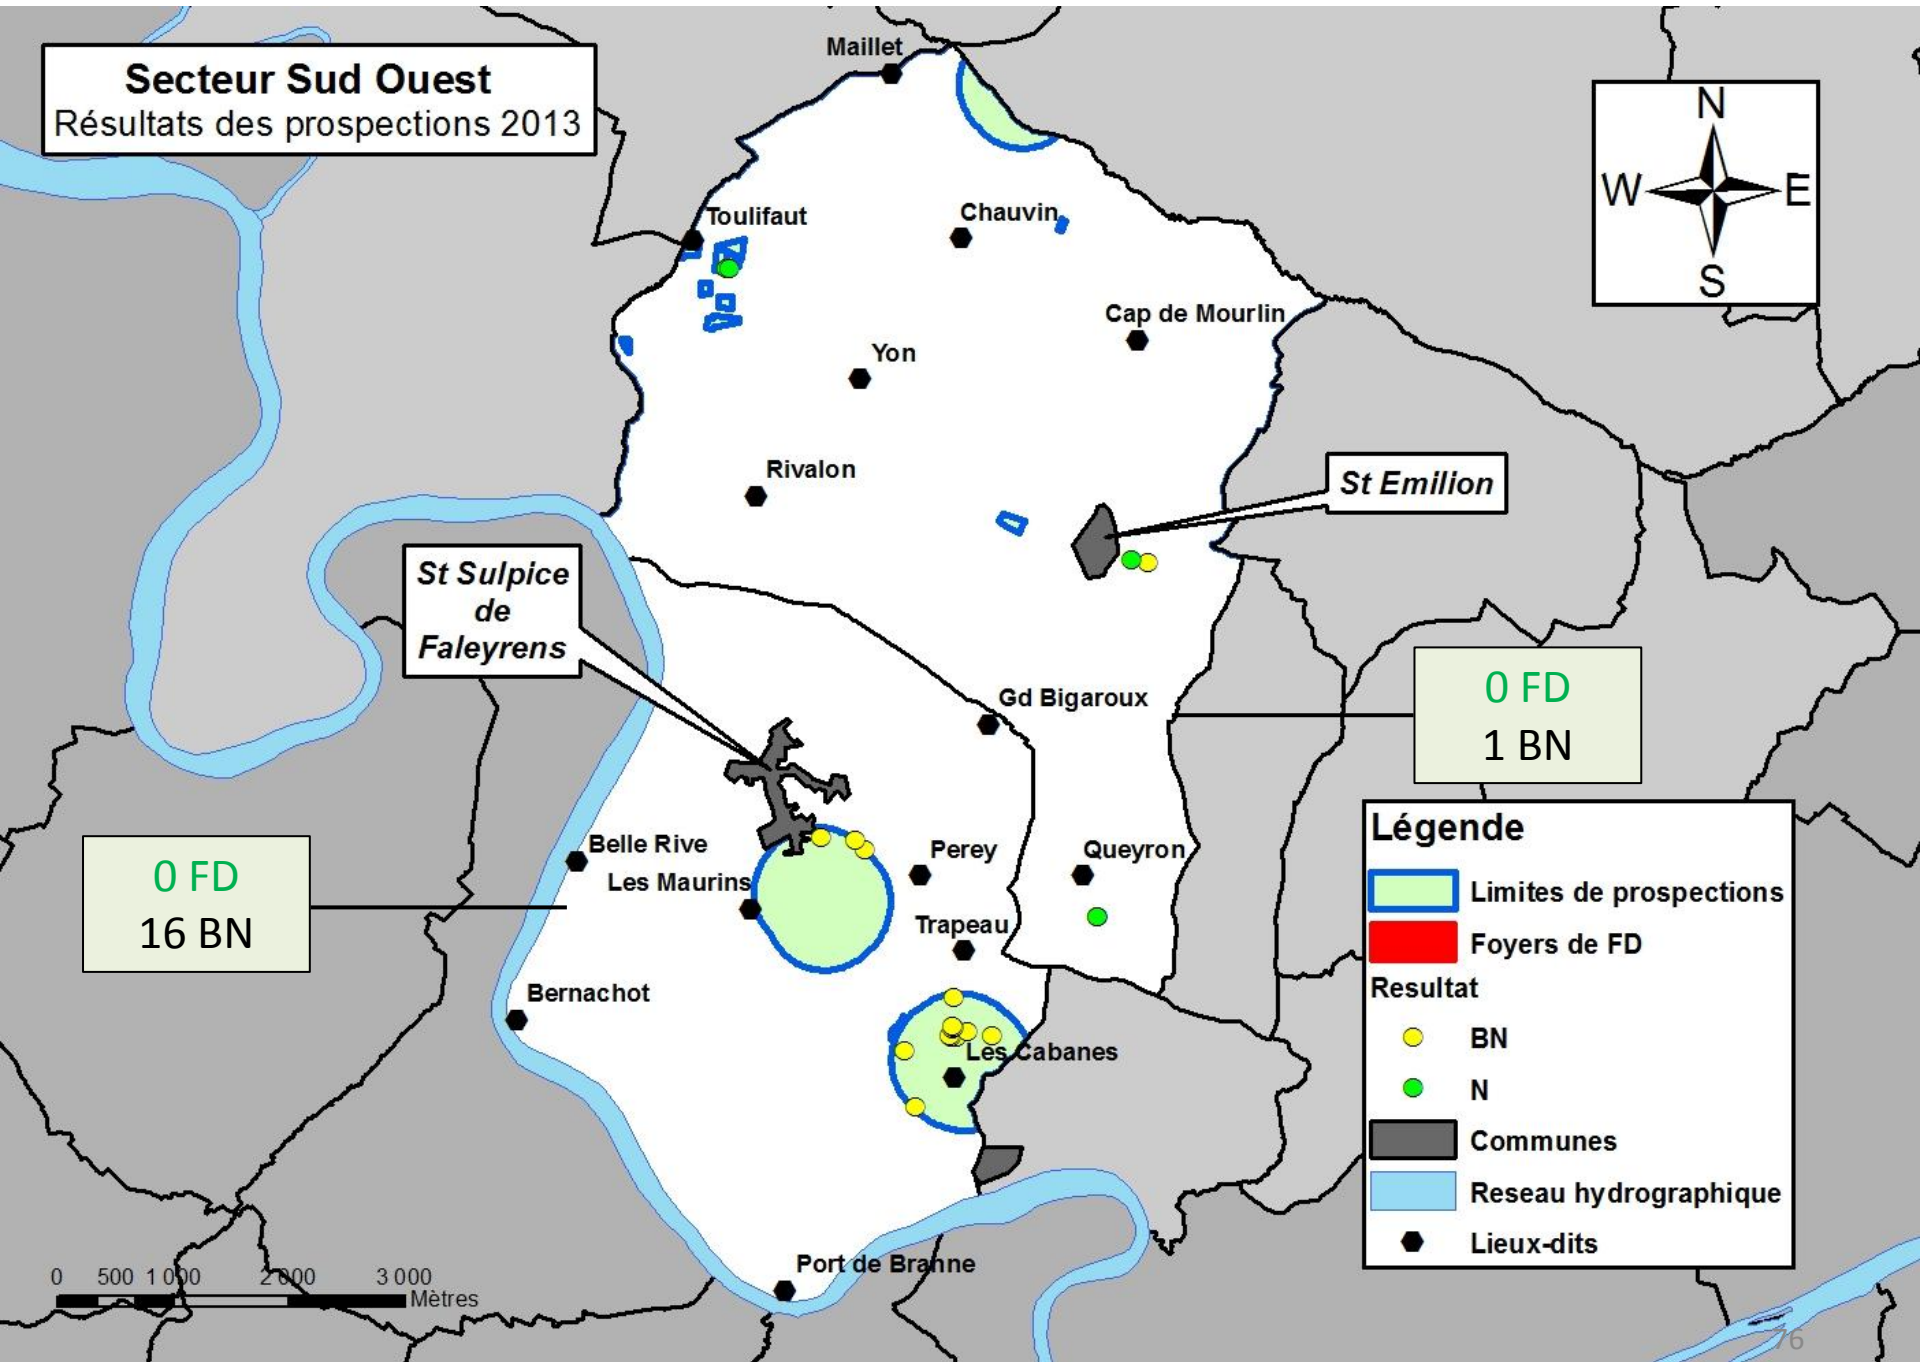 Secteur Sud Ouest
Résultats des prospections 2013
Maillet
N
W
E
S
Toulifaut
Chauvin
Cap de Mourlin
Yon
Rivalon
St Emilion
St Sulpice
de
Faleyrens
Gd Bigaroux
0 FD
1 BN
Belle Rive
Les Maurins
Perey
Queyron
0 FD
16 BN
Trapeau
Bernachot
Les Cabanes
Port de Branne
Légende
Limites de prospections
Foyers de FD
Resultat
BN
N
Communes
Reseau hydrographique
Lieux-dits
0 500 1 000 2 000 3 000
Mètres
76